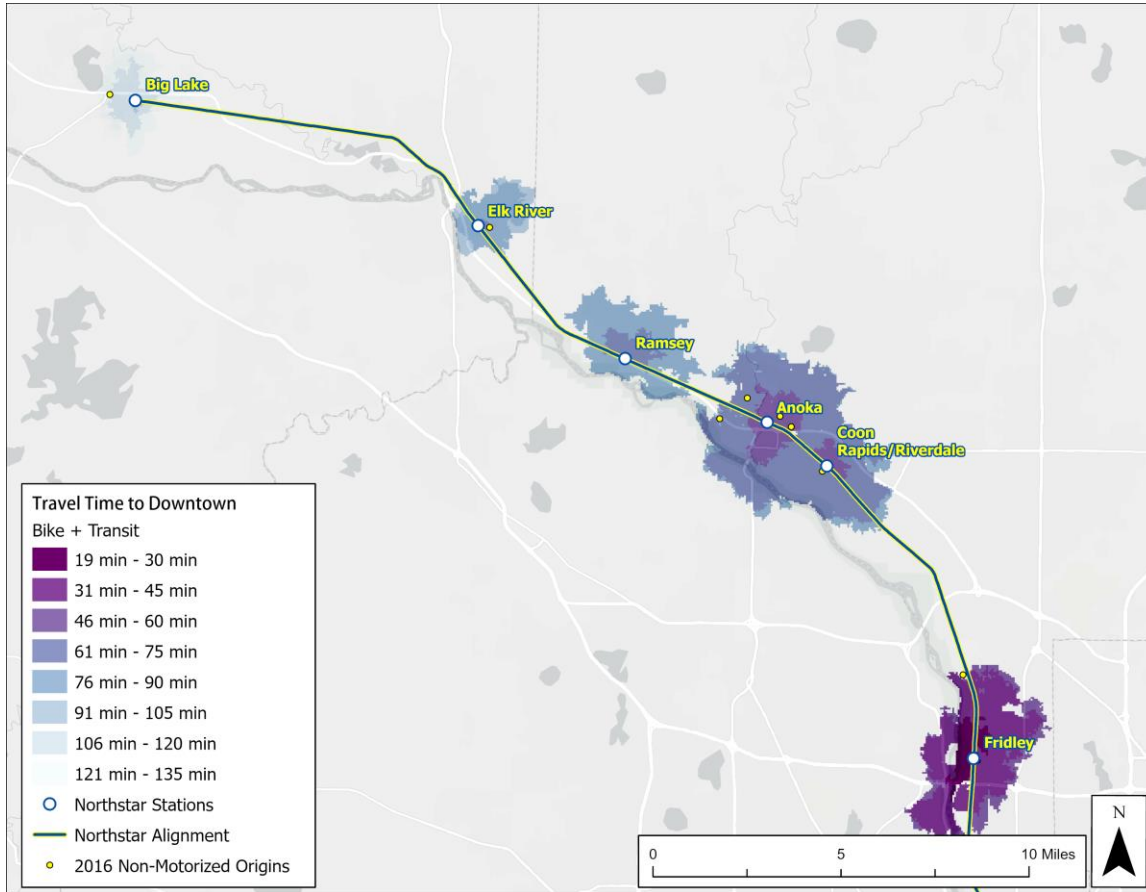 Big Lake
Elk River
Ramsey
Anoka
Coon
Rapids/Riverdale
Fridley
Travel Time to Downtown
Bike + Transit
19 min - 30 min
31 min - 45 min
46 min - 60 min
61 min - 75 min
76 min - 90 min
91 min - 105 min
106 min - 120 min
121 min - 135 min
Northstar Stations
Northstar Alignment
2016 Non-Motorized Origins
0 5 10 Miles
N